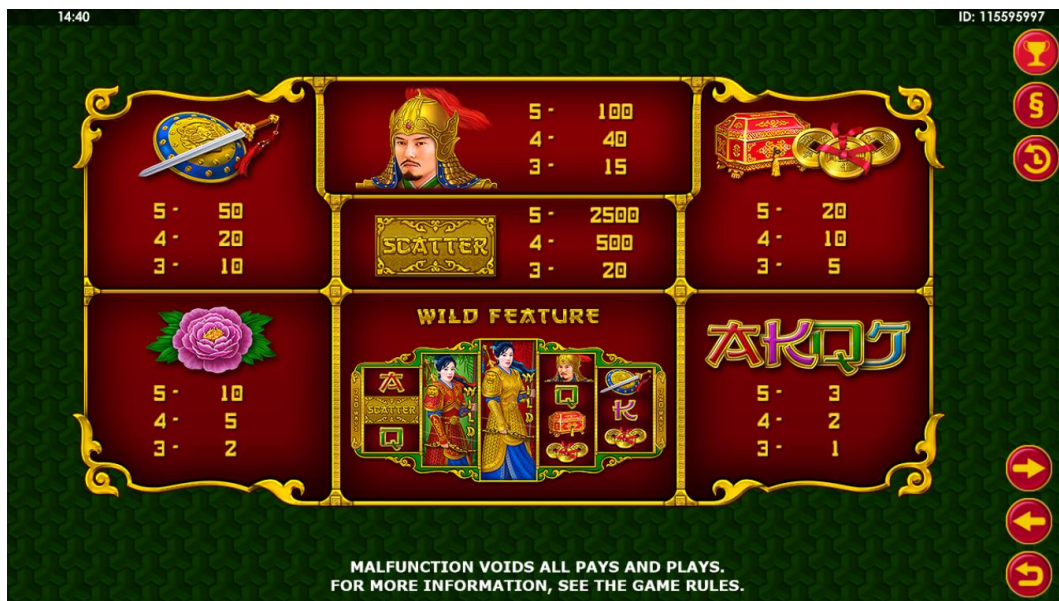 14:40
ID: 115595997
5 - 50
4 - 20
3 - 10
5 - 100
4 - 40
3 - 15
SCATTER
5 - 2500
4 - 500
3 - 20
5 - 20
4 - 10
3 - 5
5 - 10
4 - 5
3 - 2
WILD FEATURE
A
SCATTER
Q
WILD
WILD
Q
K
AKQJ
5 - 3
4 - 2
3 - 1
§
MALFUNCTION VOIDS ALL PAYS AND PLAYS.
FOR MORE INFORMATION, SEE THE GAME RULES.